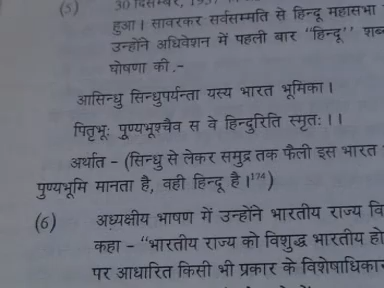 (5) 30 दिसम्बर,
हुआ। सावरकर सर्वसम्मति से हिन्दू महासभा
उन्होंने अधिवेशन में पहली बार "हिन्दू"
घोषणा की.-
आसिन्धु सिन्धुपर्यन्ता यस्य भारत भूमिका।
पितृभूः पुण्यभूश्चैव स वे हिन्दुरिति स्मृतः।।
अर्थात - (सिन्धु से लेकर समुद्र तक फैली इस भारत
पुण्यभूमि मानता है, वही हिन्दू है।¹⁷⁴)
(6) अध्यक्षीय भाषण में उन्होंने भारतीय राज्य
कहा - "भारतीय राज्य को विशुद्ध भारतीय
पर आधारित किसी भी प्रकार के